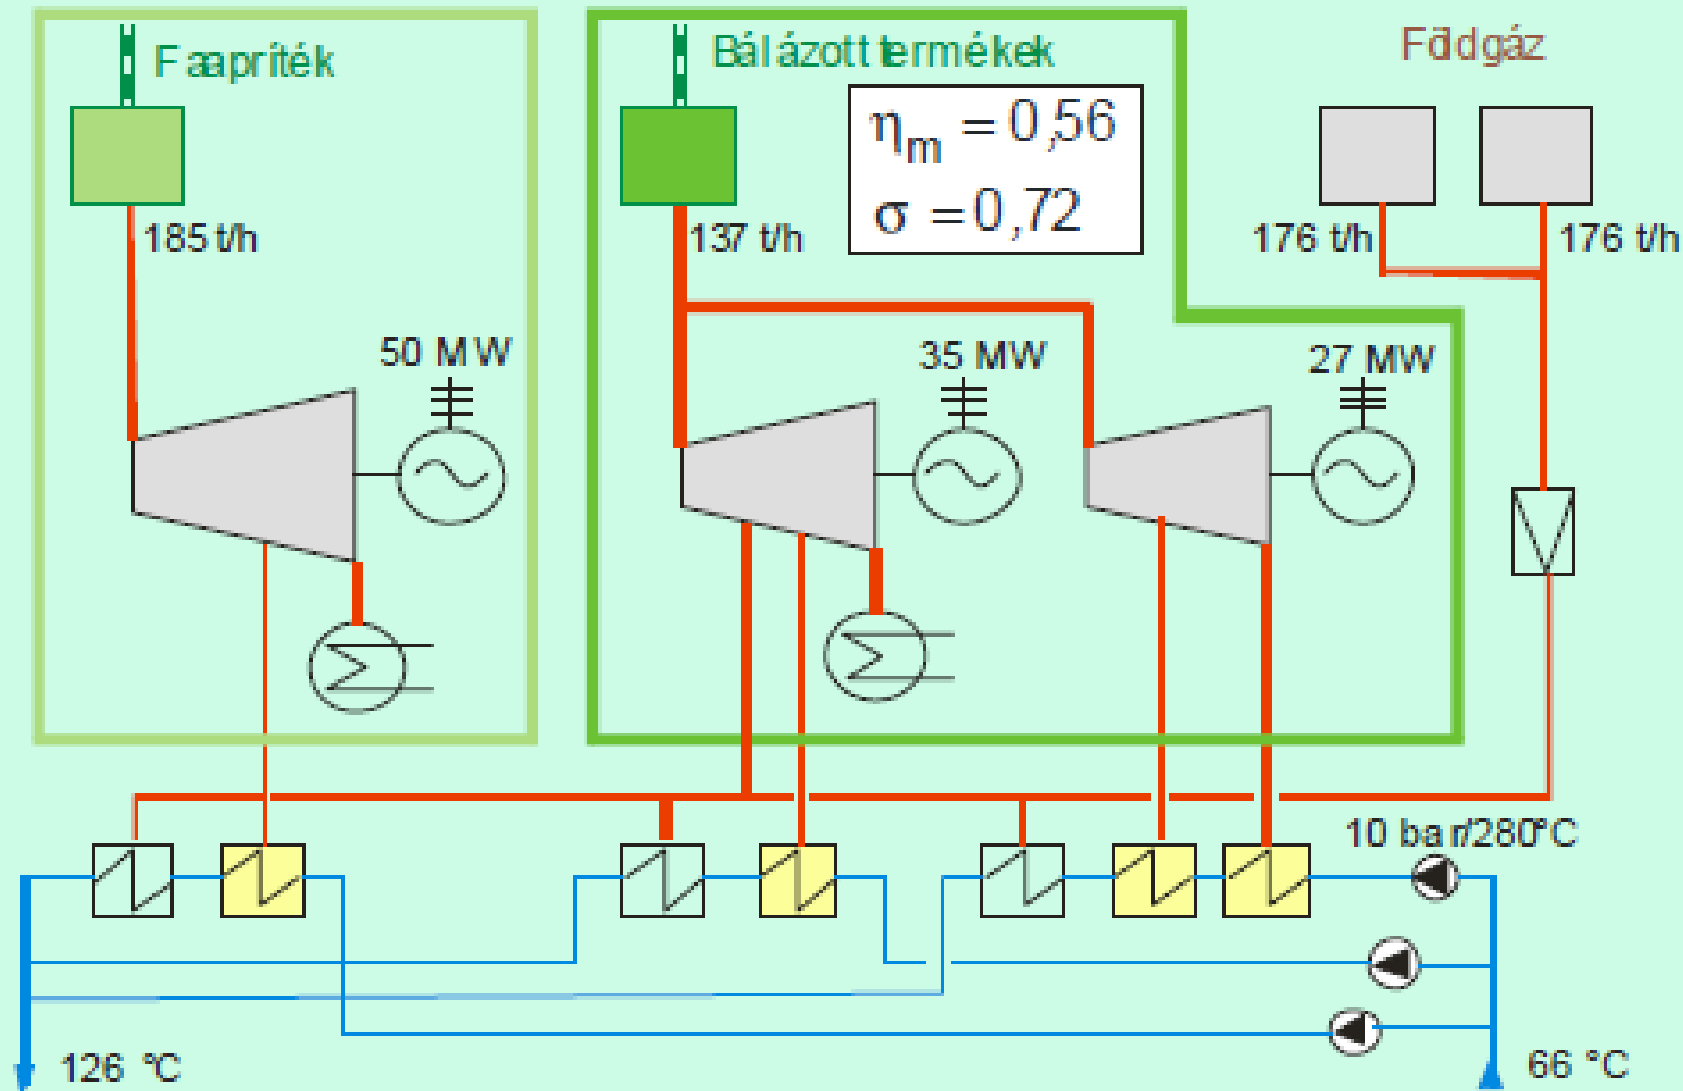 Faapríték
Bálázott termékek
Földgáz
ηm = 0,56
σ = 0,72
185 t/h
137 t/h
176 t/h
176 t/h
50 MW
35 MW
27 MW
10 bar/280°C
126 °C
66 °C